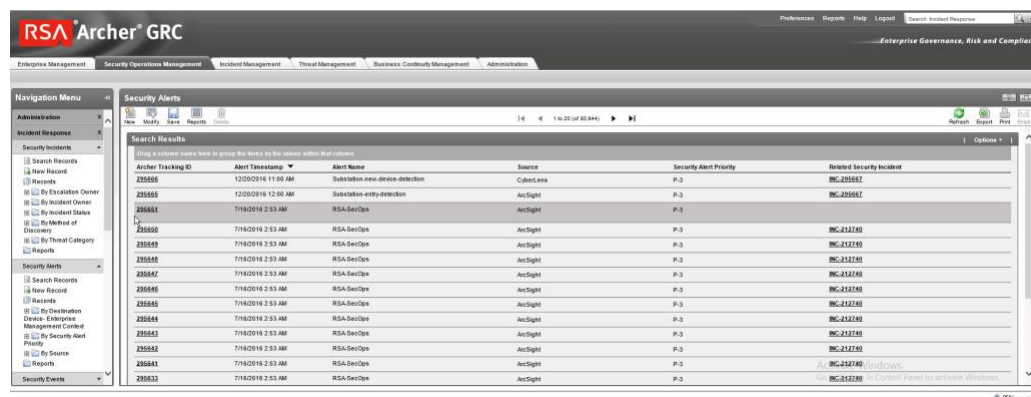 Preferences Reports Help Logout Search: Incident Response
RSA Archer® GRC
Enterprise Governance, Risk and Complian
Enterprise Management Security Operations Management Incident Management Threat Management Business Continuity Management Administration
Navigation Menu
Administration
Incident Response
Security Incidents
Search Records
New Record
Records
By Escalation Owner
By Incident Owner
By Incident Status
By Method of
Discovery
By Threat Category
Reports
Security Alerts
Search Records
New Record
Records
By Destination
Device- Enterprise
Management Context
By Security Alert
Priority
By Source
Reports
Security Events
Security Alerts
New Modify Save Reports Delete 1 to 20 (of 80,644) Refresh Export Print Email
Search Results Options
Drag a column name here to group the items by the values within that column.
Archer Tracking ID Alert Timestamp Alert Name Source Security Alert Priority Related Security Incident
295666 12/20/2016 11:00 AM Substation-new-device-detection CyberLens P-3 INC-295667
295665 12/20/2016 12:00 AM Substation-entry-detection ArcSight P-3 INC-295667
295651 7/16/2016 2:53 AM RSA-SecOps ArcSight P-3
295650 7/16/2016 2:53 AM RSA-SecOps ArcSight P-3 INC-212740
295649 7/16/2016 2:53 AM RSA-SecOps ArcSight P-3 INC-212740
295648 7/16/2016 2:53 AM RSA-SecOps ArcSight P-3 INC-212740
295647 7/16/2016 2:53 AM RSA-SecOps ArcSight P-3 INC-212740
295646 7/16/2016 2:53 AM RSA-SecOps ArcSight P-3 INC-212740
295645 7/16/2016 2:53 AM RSA-SecOps ArcSight P-3 INC-212740
295644 7/16/2016 2:53 AM RSA-SecOps ArcSight P-3 INC-212740
295643 7/16/2016 2:53 AM RSA-SecOps ArcSight P-3 INC-212740
295642 7/16/2016 2:53 AM RSA-SecOps ArcSight P-3 INC-212740
295641 7/16/2016 2:53 AM RSA-SecOps ArcSight P-3 INC-212740
295633 7/16/2016 2:53 AM RSA-SecOps ArcSight P-3 INC-212740
Windows
in Control Panel to activate Windows.